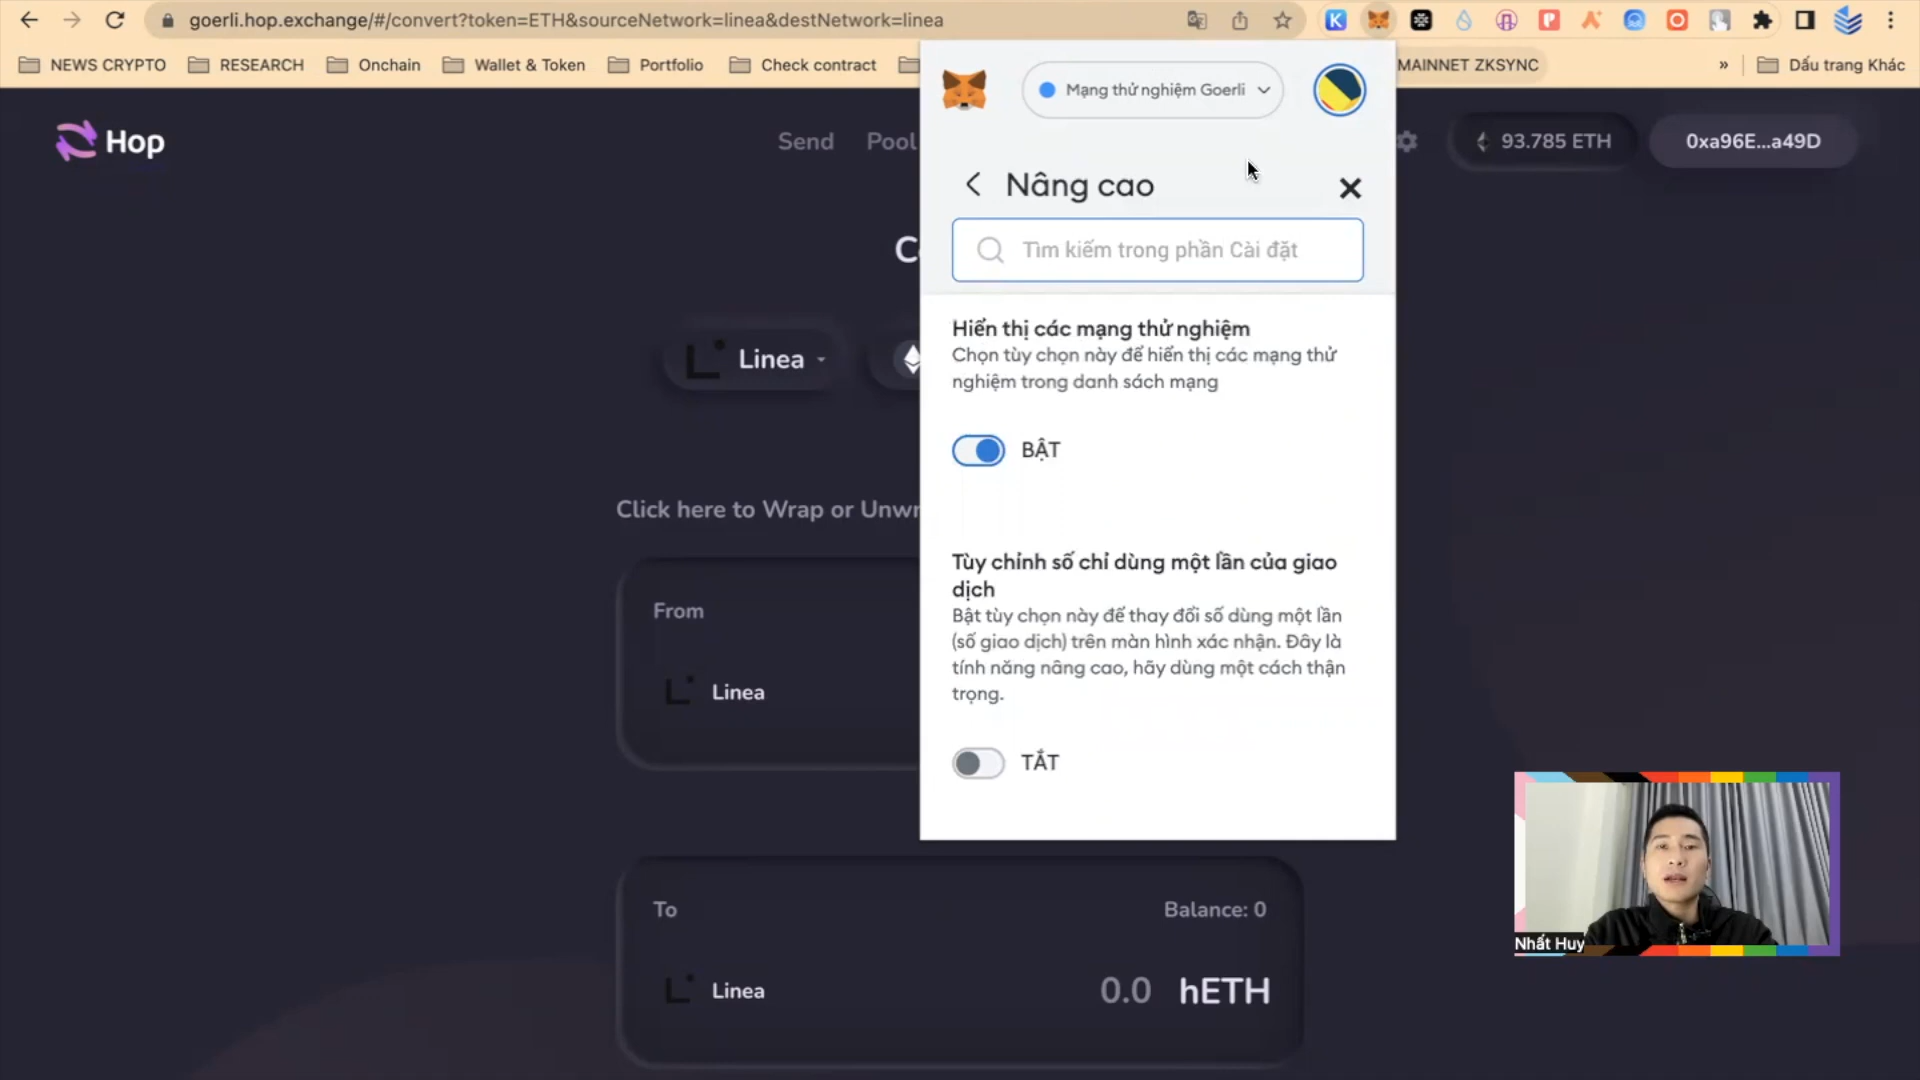 goerli.hop.exchange/#/convert?token=ETH&sourceNetwork=linea&destNetwork=linea
NEWS CRYPTO
RESEARCH
Onchain
Wallet & Token
Portfolio
Check contract
MAINNET ZKSYNC
»
Dấu trang Khác
Hop
Send
Pool
93.785 ETH
0xa96E...a49D
Mạng thử nghiệm Goerli
Nâng cao
Tìm kiếm trong phần Cài đặt
Hiển thị các mạng thử nghiệm
Chọn tùy chọn này để hiển thị các mạng thử
nghiệm trong danh sách mạng
BẬT
Tùy chỉnh số chỉ dùng một lần của giao
dịch
Bật tùy chọn này để thay đổi số dùng một lần
(số giao dịch) trên màn hình xác nhận. Đây là
tính năng nâng cao, hãy dùng một cách thận
trọng.
TẮT
Linea
Click here to Wrap or
From
Linea
To
Balance: 0
Linea
0.0 hETH
Nhất Huy